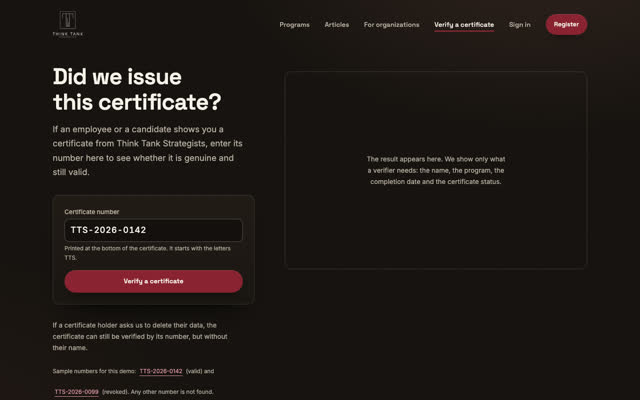 THINK TANK
Programs
Articles
For organizations
Verify a certificate
Sign in
Register
Did we issue
this certificate?
If an employee or a candidate shows you a
certificate from Think Tank Strategists, enter its
number here to see whether it is genuine and
still valid.
Certificate number
TTS-2026-0142
Printed at the bottom of the certificate. It starts with the letters
TTS.
Verify a certificate
If a certificate holder asks us to delete their data, the
certificate can still be verified by its number, but without
their name.
Sample numbers for this demo: TTS-2026-0142 (valid) and
TTS-2026-0099 (revoked). Any other number is not found.
The result appears here. We show only what
a verifier needs: the name, the program, the
completion date and the certificate status.